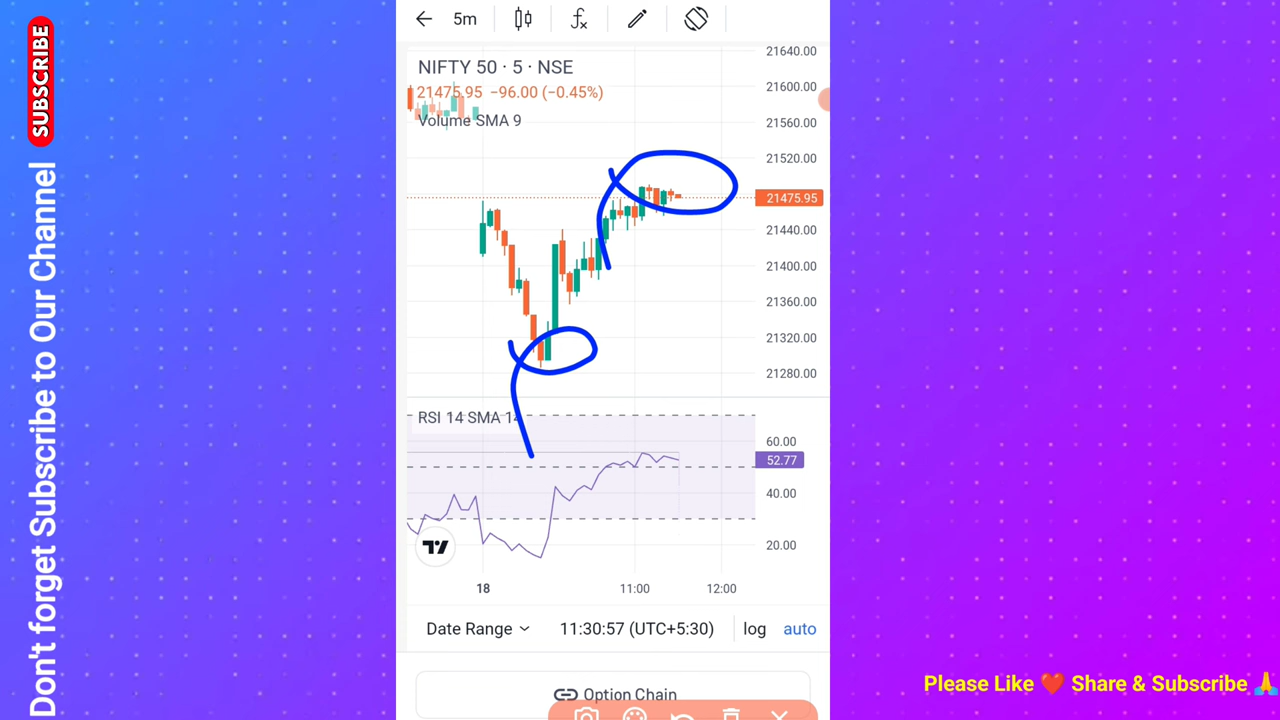 SUBSCRIBE
Don't forget Subscribe to Our Channel
5m
NIFTY 50 · 5 · NSE
21475.95 −96.00 (−0.45%)
Volume SMA 9
21640.00
21600.00
21560.00
21520.00
21475.95
21440.00
21400.00
21360.00
21320.00
21280.00
RSI 14 SMA 14
60.00
52.77
40.00
20.00
18
11:00
12:00
Date Range
11:30:57 (UTC+5:30)
log
auto
Option Chain
Please Like ❤️ Share & Subscribe 🙏